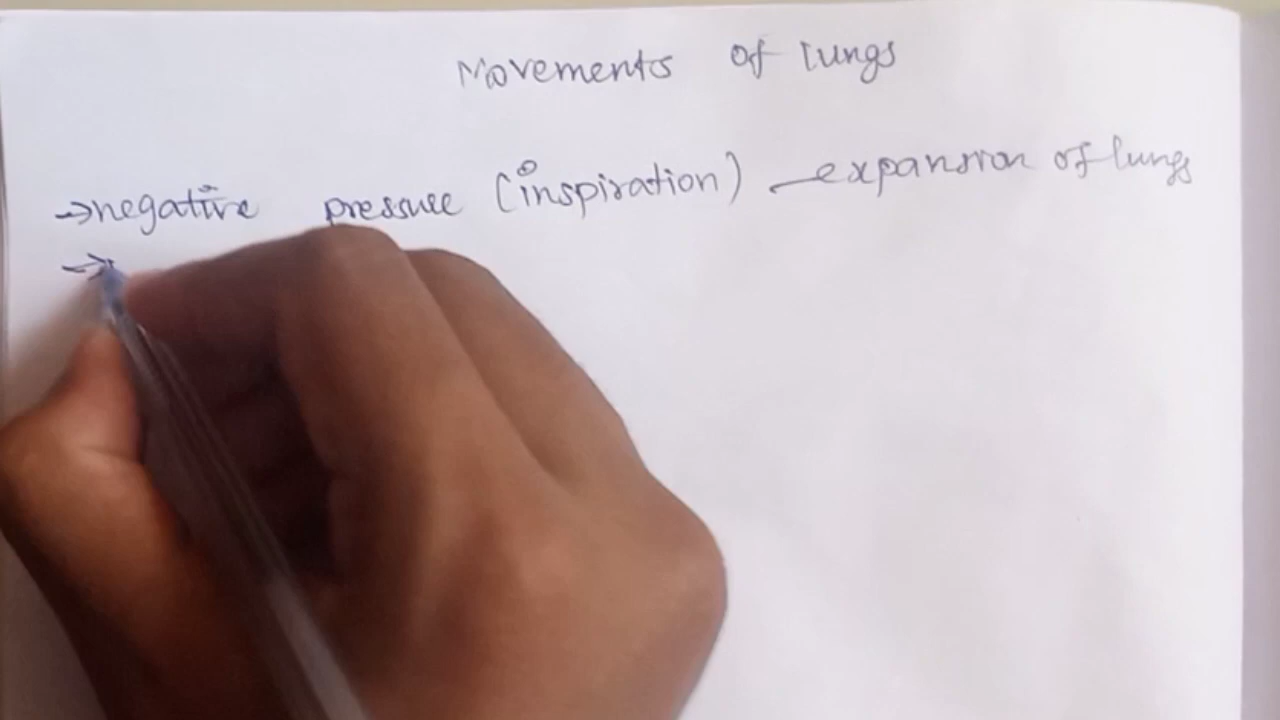 Movements of lungs
→negative pressure (inspiration) – expansion of lungs
→